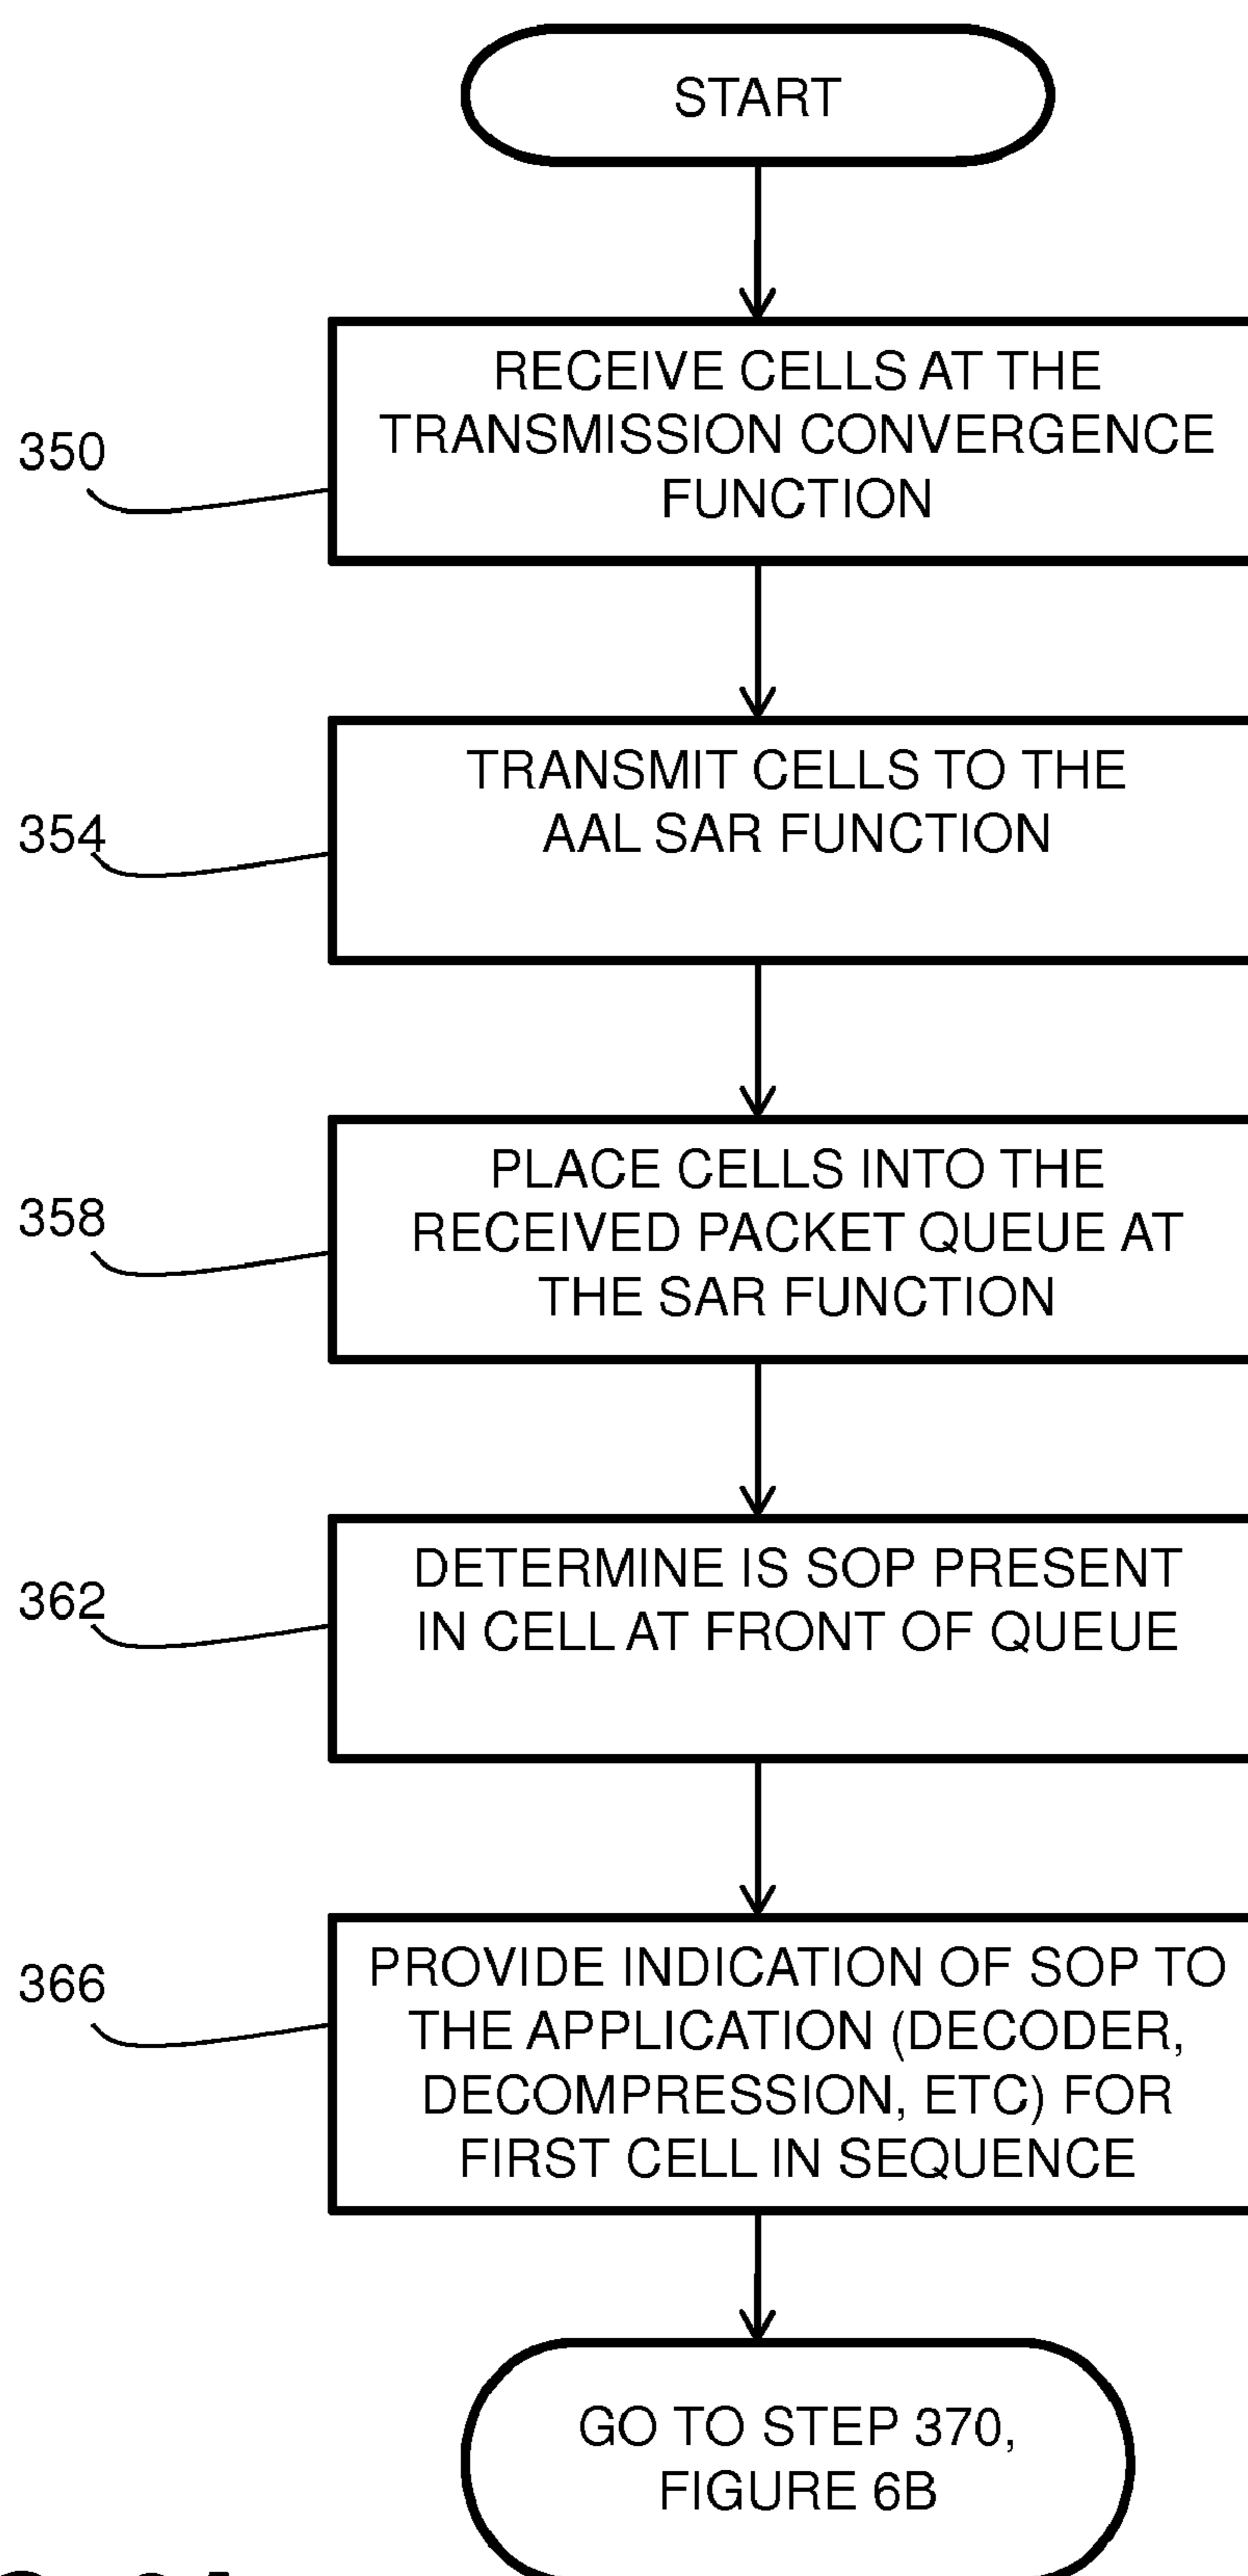 START
RECEIVE CELLS AT THE
TRANSMISSION CONVERGENCE
FUNCTION
350
TRANSMIT CELLS TO THE
AAL SAR FUNCTION
354
PLACE CELLS INTO THE
RECEIVED PACKET QUEUE AT
THE SAR FUNCTION
358
DETERMINE IS SOP PRESENT
IN CELL AT FRONT OF QUEUE
362
PROVIDE INDICATION OF SOP TO
THE APPLICATION (DECODER,
DECOMPRESSION, ETC) FOR
FIRST CELL IN SEQUENCE
366
GO TO STEP 370,
FIGURE 6B